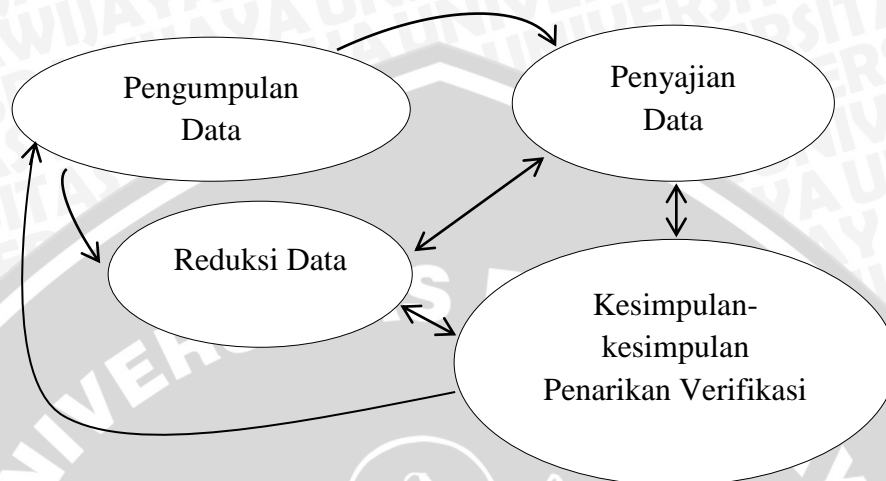 Pengumpulan
Data
Penyajian
Data
Reduksi Data
Kesimpulan-
kesimpulan
Penarikan Verifikasi